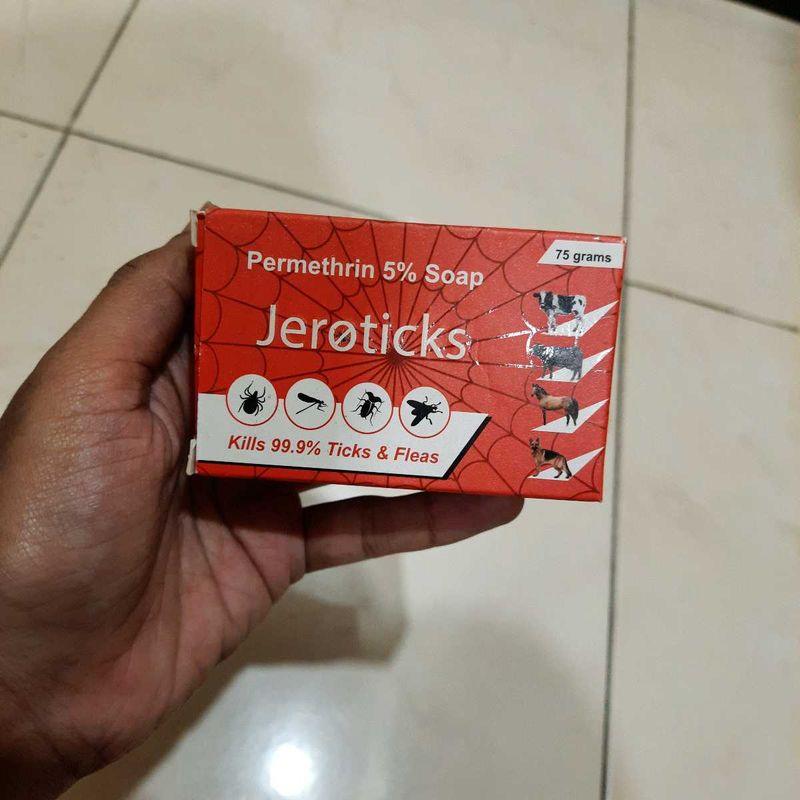 75 grams
Permethrin 5% Soap
Jerøticks
Kills 99.9% Ticks & Fleas